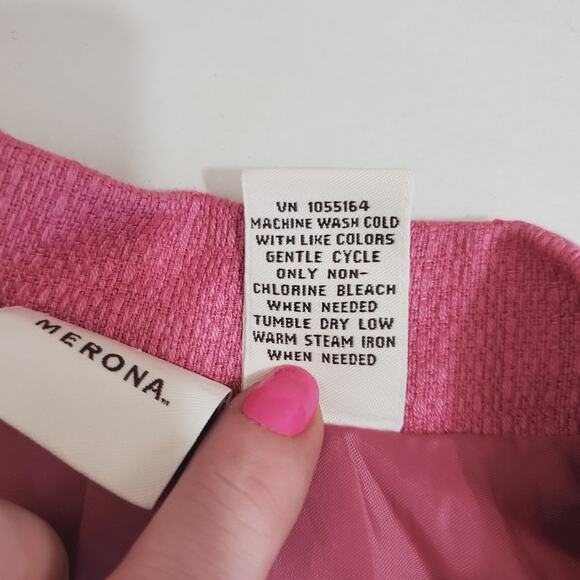 VN 1055164
MACHINE WASH COLD
WITH LIKE COLORS
GENTLE CYCLE
ONLY NON-
CHLORINE BLEACH
WHEN NEEDED
TUMBLE DRY LOW
WARM STEAM IRON
WHEN NEEDED
MERONA™